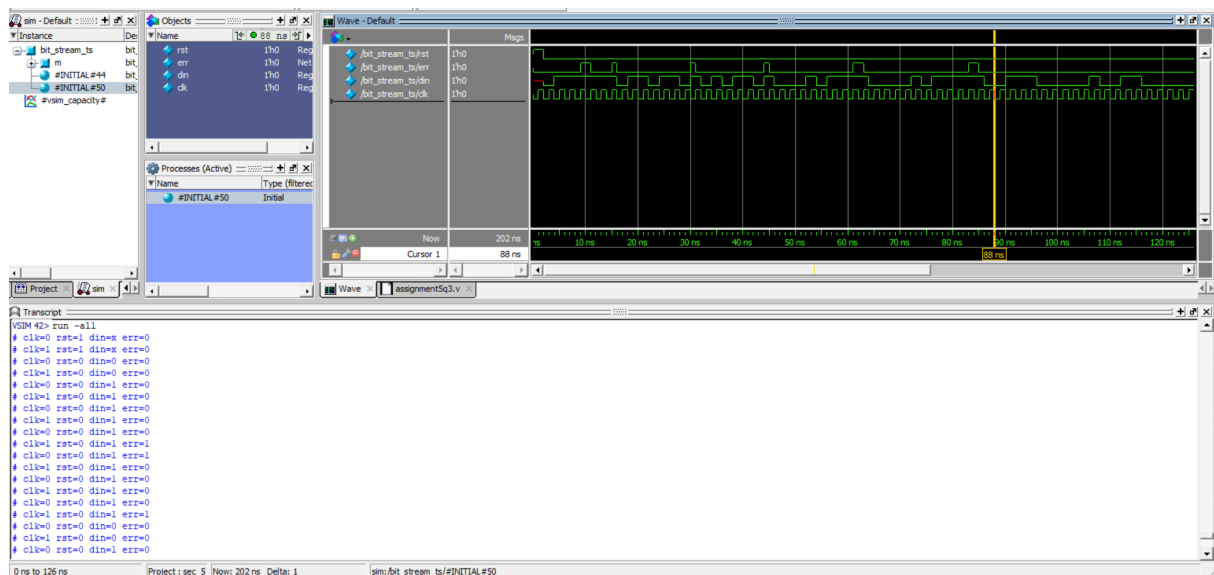 sim - Default
Instance
De:
bit_stream_ts
bit_
m
bit_
#INITIAL#44
bit_
#INITIAL#50
bit_
#vsim_capacity#
Objects
Name
88 ns
rst
1'h0
Reg
err
1'h0
Net
din
1'h0
Reg
clk
1'h0
Reg
Processes (Active)
Name
Type (filtered
#INITIAL#50
Initial
Wave - Default
Msgs
/bit_stream_ts/rst
1'h0
/bit_stream_ts/err
1'h0
/bit_stream_ts/din
1'h0
/bit_stream_ts/clk
1'h0
Now
202 ns
Cursor 1
88 ns
ns
10 ns
20 ns
30 ns
40 ns
50 ns
60 ns
70 ns
80 ns
90 ns
100 ns
110 ns
120 ns
88 ns
Project
sim
Wave
assignment5q3.v
Transcript
VSIM 42> run -all
# clk=0 rst=1 din=x err=0
# clk=1 rst=1 din=x err=0
# clk=0 rst=0 din=0 err=0
# clk=1 rst=0 din=0 err=0
# clk=0 rst=0 din=1 err=0
# clk=1 rst=0 din=1 err=0
# clk=0 rst=0 din=1 err=0
# clk=0 rst=0 din=1 err=0
# clk=0 rst=0 din=1 err=0
# clk=1 rst=0 din=1 err=1
# clk=0 rst=0 din=1 err=1
# clk=1 rst=0 din=1 err=0
# clk=0 rst=0 din=1 err=0
# clk=1 rst=0 din=1 err=0
# clk=0 rst=0 din=1 err=0
# clk=1 rst=0 din=1 err=1
# clk=0 rst=0 din=0 err=0
# clk=1 rst=0 din=0 err=0
# clk=0 rst=0 din=1 err=0
0 ns to 126 ns
Project : sec_5
Now: 202 ns Delta: 1
sim:/bit_stream_ts/#INITIAL#50